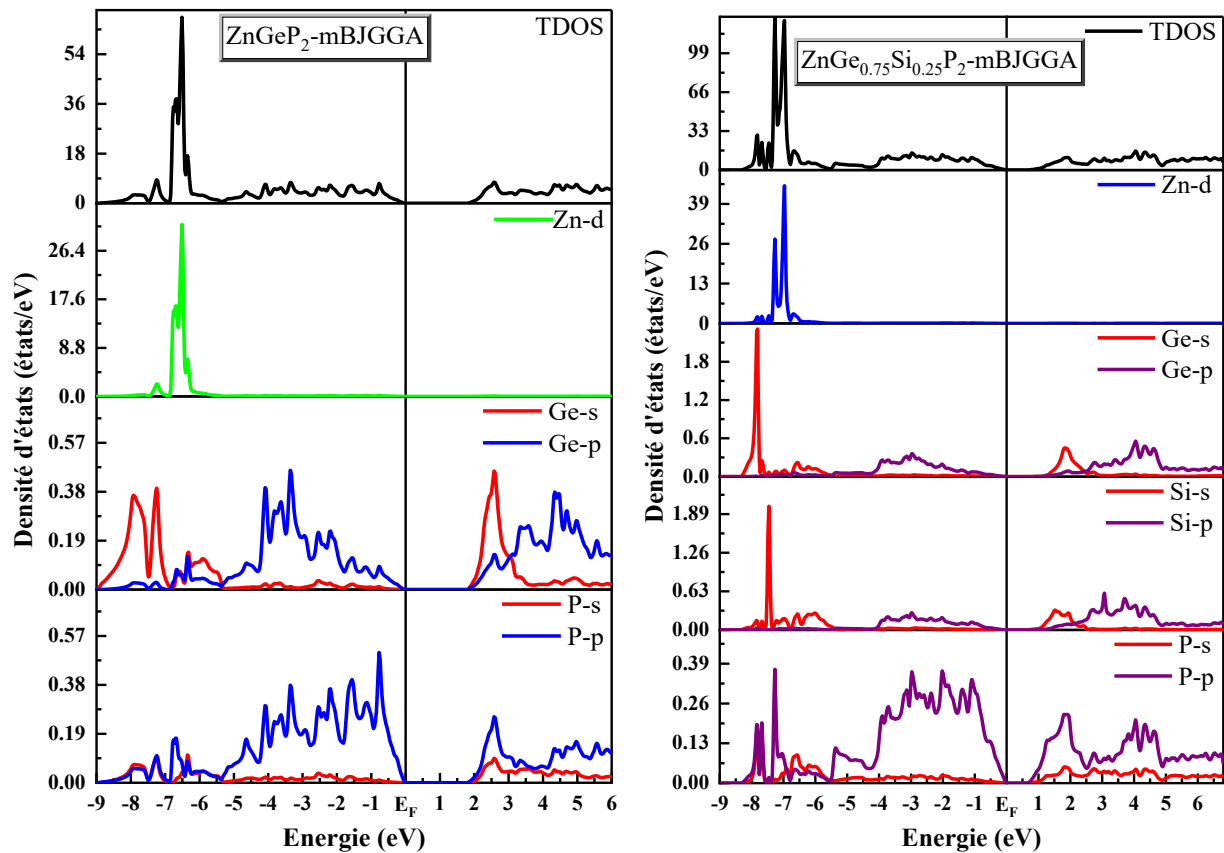 ZnGeP₂-mBJGGA
TDOS
54
36
18
0
Zn-d
26.4
17.6
8.8
0.0
Ge-s
Ge-p
0.57
0.38
0.19
0.00
P-s
P-p
0.57
0.38
0.19
0.00
-9 -8 -7 -6 -5 -4 -3 -2 -1 E_F 1 2 3 4 5 6
Energie (eV)
Densité d'états (états/eV)
ZnGe₀.₇₅Si₀.₂₅P₂-mBJGGA
TDOS
99
66
33
0
Zn-d
39
26
13
0
Ge-s
Ge-p
1.8
1.2
0.6
0.0
Si-s
Si-p
1.89
1.26
0.63
0.00
P-s
P-p
0.39
0.26
0.13
0.00
-9 -8 -7 -6 -5 -4 -3 -2 -1 E_F 1 2 3 4 5 6
Energie (eV)
Densité d'états (états/eV)